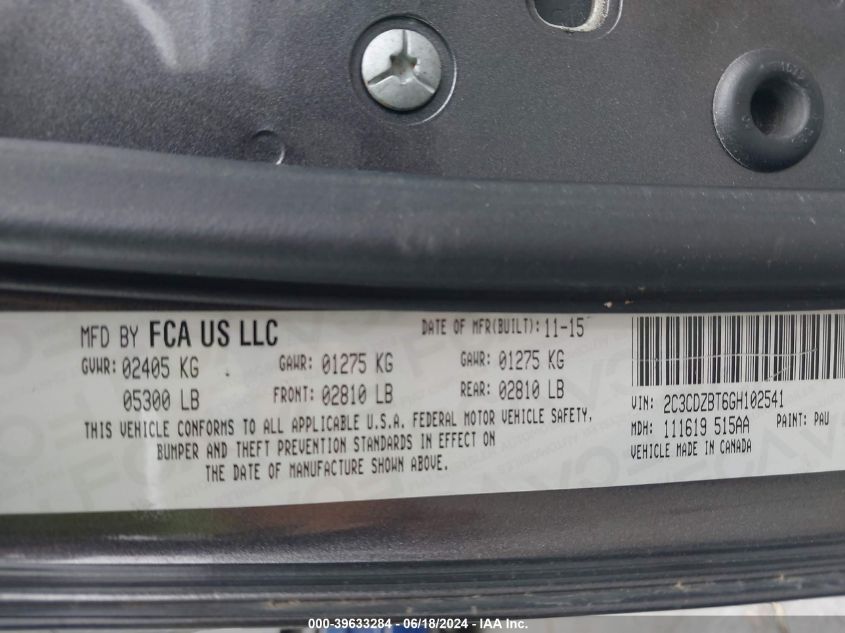 MFD BY FCA US LLC
DATE OF MFR(BUILT): 11-15
GVWR: 02405 KG GAWR: 01275 KG GAWR: 01275 KG
05300 LB FRONT: 02810 LB REAR: 02810 LB
THIS VEHICLE CONFORMS TO ALL APPLICABLE U.S.A. FEDERAL MOTOR VEHICLE SAFETY,
BUMPER AND THEFT PREVENTION STANDARDS IN EFFECT ON
THE DATE OF MANUFACTURE SHOWN ABOVE.
VIN: 2C3CDZBT6GH102541
MDH: 111619 515AA PAINT: PAU
VEHICLE MADE IN CANADA
000-39633284 - 06/18/2024 - IAA Inc.